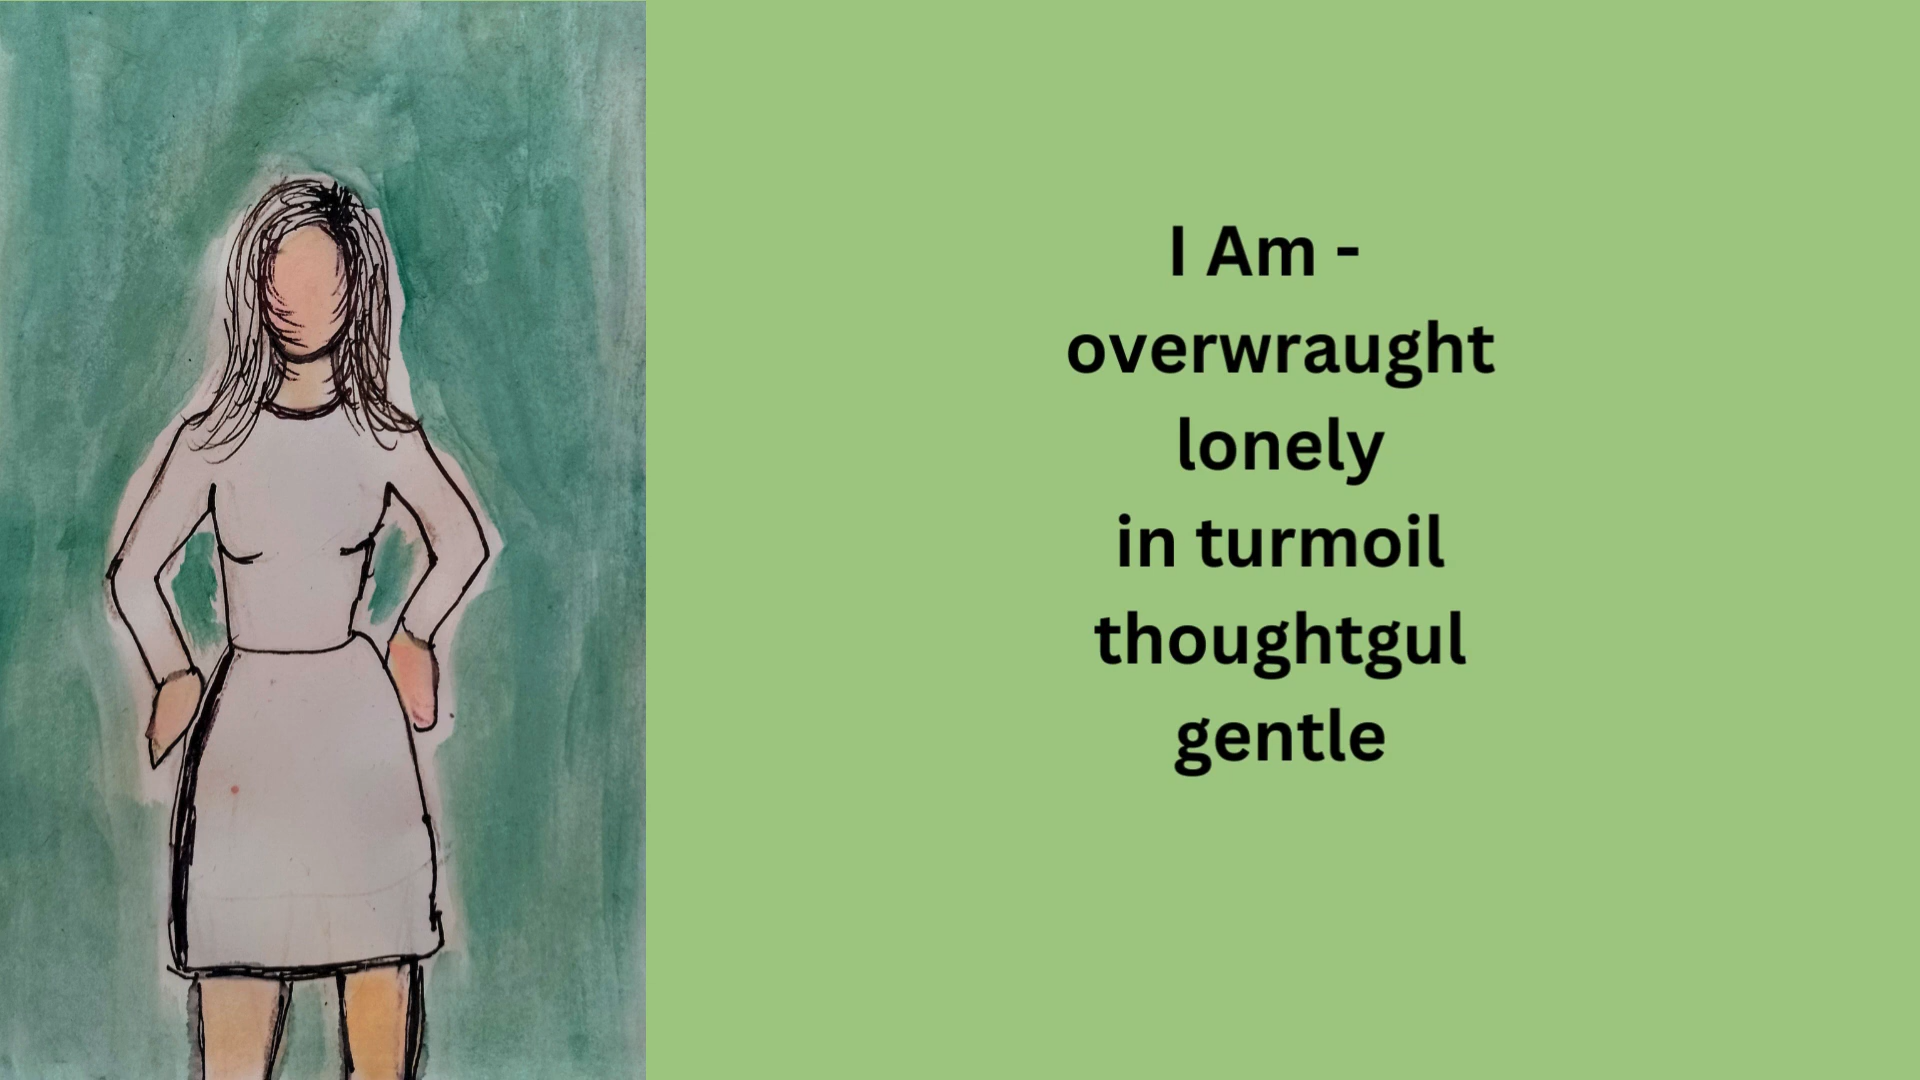 I Am -
overwraught
lonely
in turmoil
thoughtgul
gentle